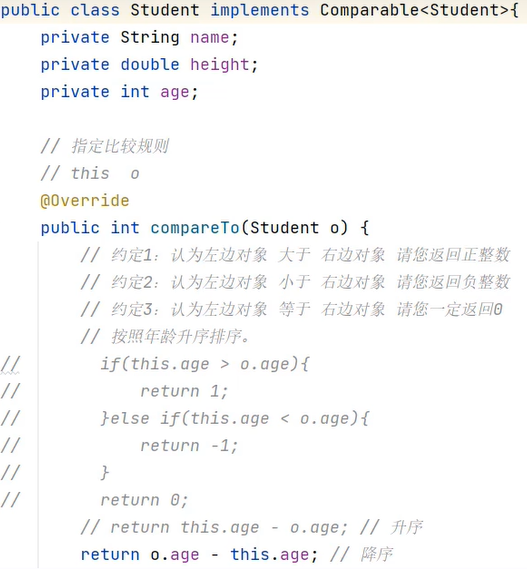 public class Student implements Comparable<Student>{
    private String name;
    private double height;
    private int age;

    // 指定比较规则
    // this  o
    @Override
    public int compareTo(Student o) {
        // 约定1：认为左边对象 大于 右边对象 请您返回正整数
        // 约定2：认为左边对象 小于 右边对象 请您返回负整数
        // 约定3：认为左边对象 等于 右边对象 请您一定返回0
        // 按照年龄升序排序。
//        if(this.age > o.age){
//            return 1;
//        }else if(this.age < o.age){
//            return -1;
//        }
//        return 0;
        // return this.age - o.age; // 升序
        return o.age - this.age; // 降序